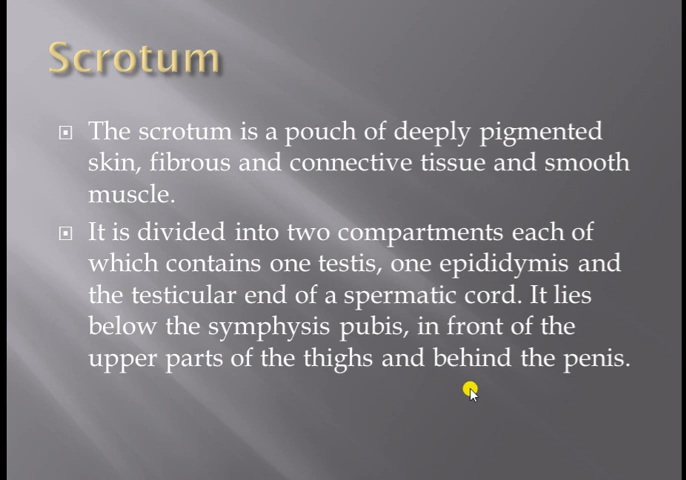 Scrotum
The scrotum is a pouch of deeply pigmented
skin, fibrous and connective tissue and smooth
muscle.
It is divided into two compartments each of
which contains one testis, one epididymis and
the testicular end of a spermatic cord. It lies
below the symphysis pubis, in front of the
upper parts of the thighs and behind the penis.